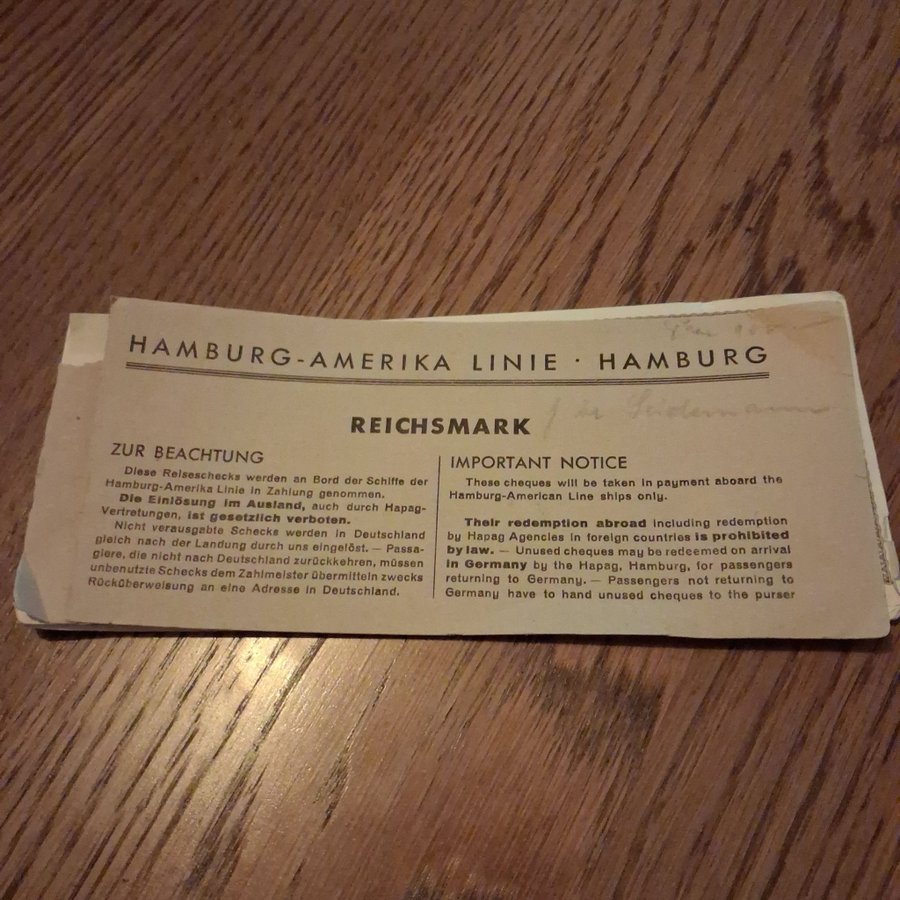 HAMBURG-AMERIKA LINIE · HAMBURG
REICHSMARK
ZUR BEACHTUNG
Diese Reiseschecks werden an Bord der Schiffe der
Hamburg-Amerika Linie in Zahlung genommen.
Die Einlösung im Ausland, auch durch Hapag-
Vertretungen, ist gesetzlich verboten.
Nicht verausgabte Schecks werden in Deutschland
gleich nach der Landung durch uns eingelöst. — Passa-
giere, die nicht nach Deutschland zurückkehren, müssen
unbenutzte Schecks dem Zahlmeister übermitteln zwecks
Rücküberweisung an eine Adresse in Deutschland.
IMPORTANT NOTICE
These cheques will be taken in payment aboard the
Hamburg-American Line ships only.
Their redemption abroad including redemption
by Hapag Agencies in foreign countries is prohibited
by law. — Unused cheques may be redeemed on arrival
in Germany by the Hapag, Hamburg, for passengers
returning to Germany. — Passengers not returning to
Germany have to hand unused cheques to the purser